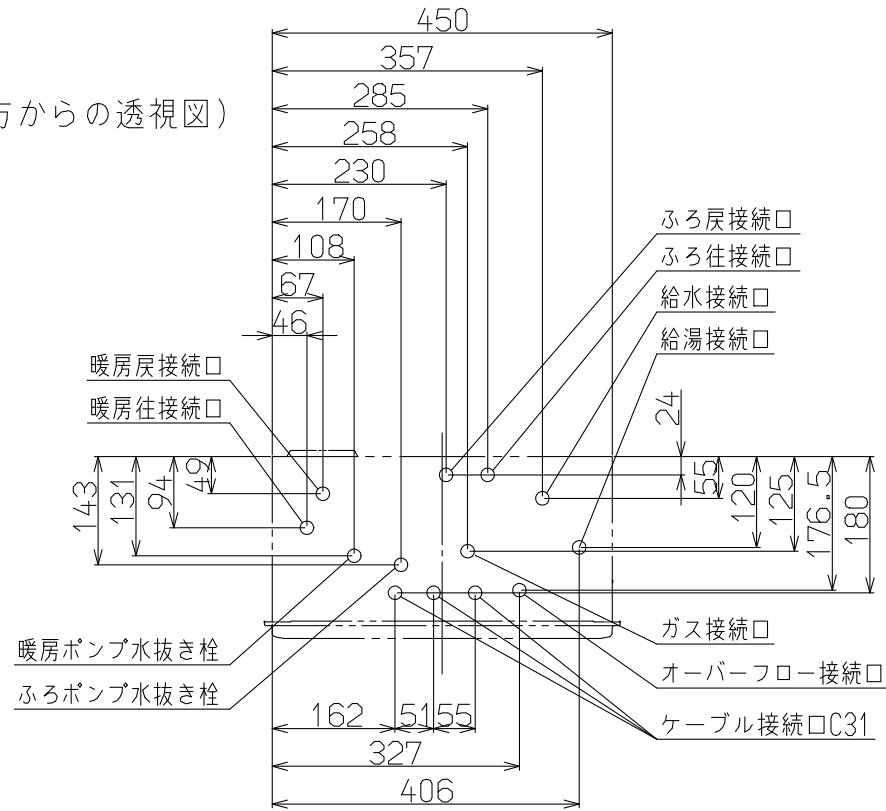 450
357
方からの透視図)
285
258
230
170
108
67
46
ふろ戻接続口
ふろ往接続口
給水接続口
給湯接続口
暖房戻接続口
暖房往接続口
24
143
131
94
49
55
120
125
176.5
180
ガス接続口
オーバーフロー接続口
ケーブル接続口C31
暖房ポンプ水抜き栓
ふろポンプ水抜き栓
162
51
55
327
406